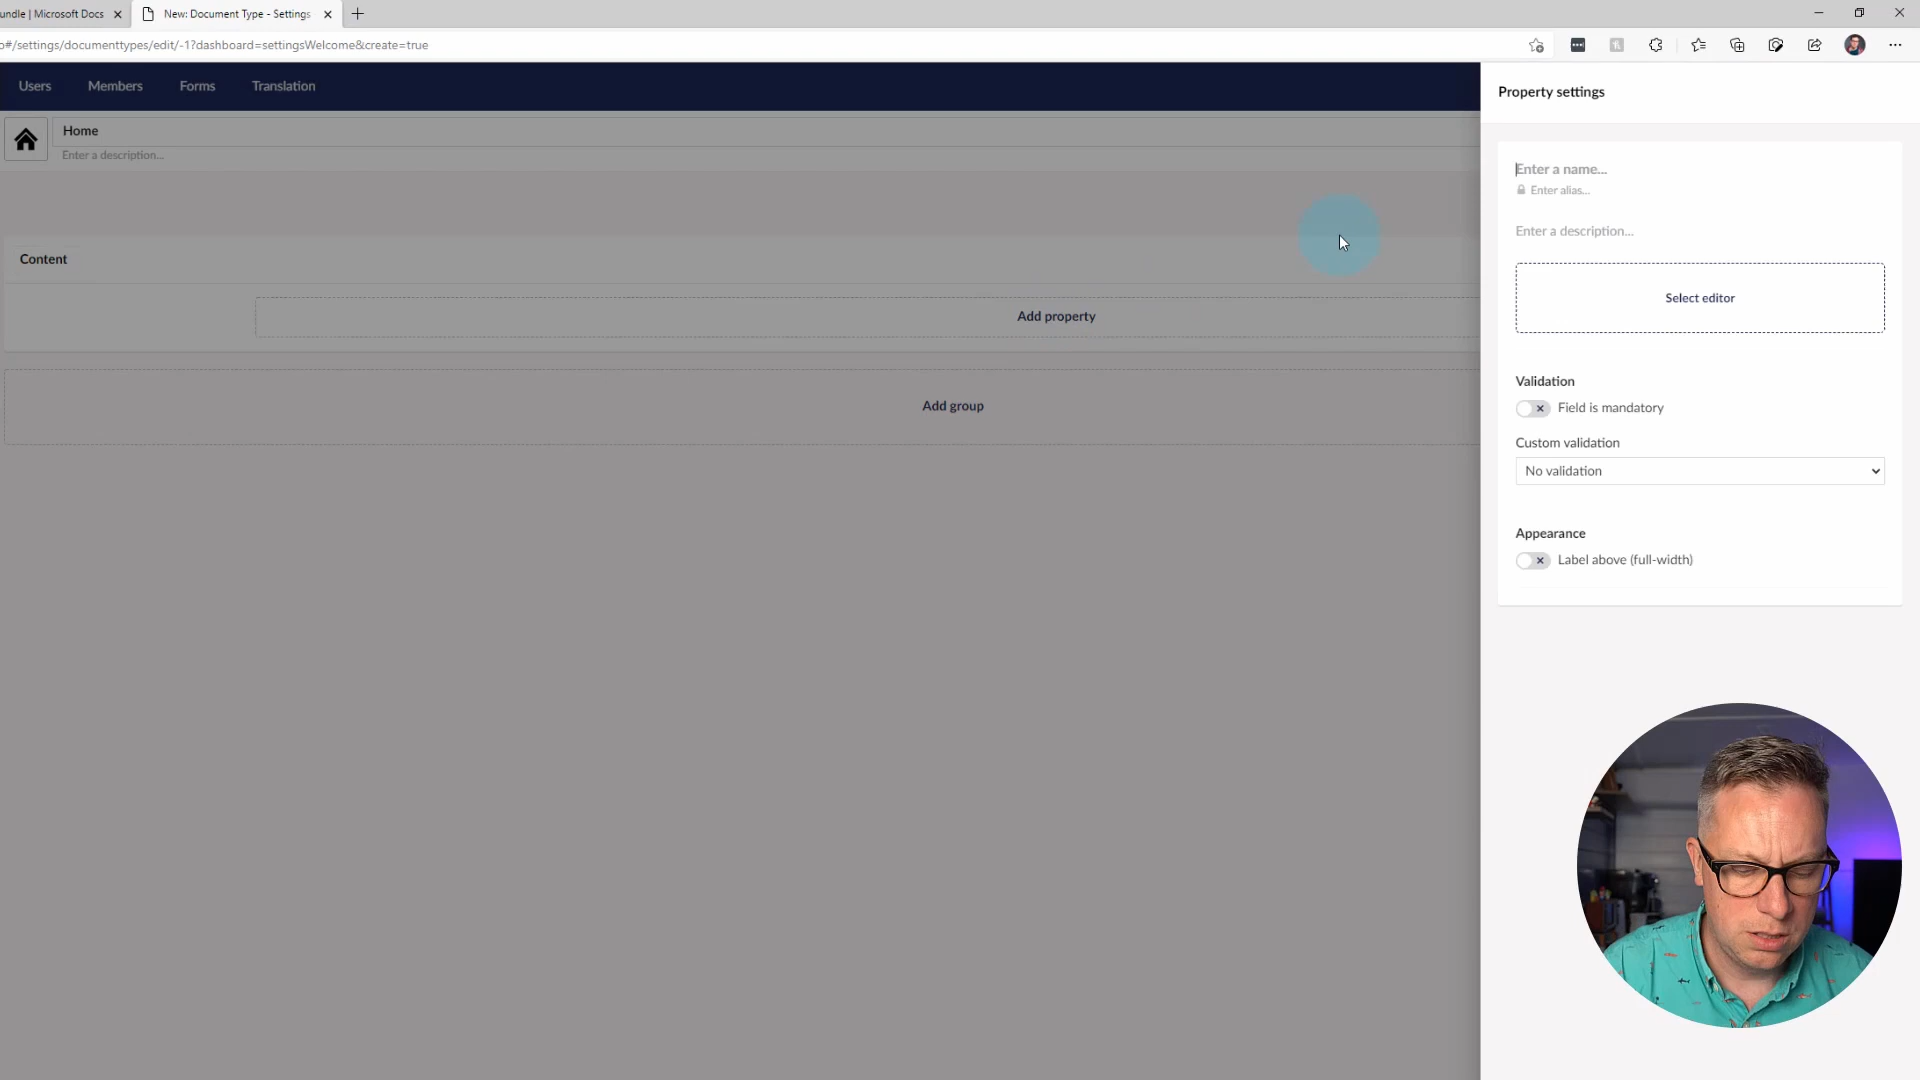 undle | Microsoft Docs
New: Document Type - Settings
o#/settings/documenttypes/edit/-1?dashboard=settingsWelcome&create=true
Users Members Forms Translation
Property settings
Home
Enter a description...
Enter a name...
Enter alias...
Enter a description...
Content
Select editor
Add property
Validation
Field is mandatory
Add group
Custom validation
No validation
Appearance
Label above (full-width)